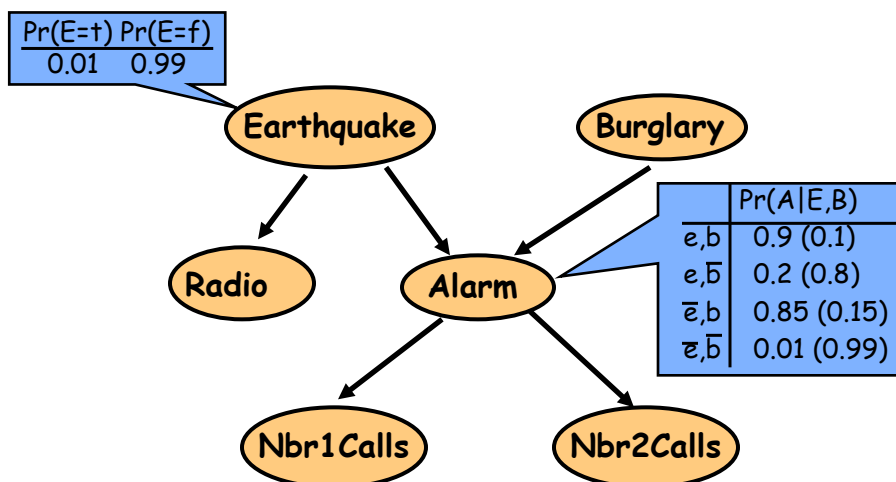 Pr(E=t) Pr(E=f)
0.01 0.99
Earthquake
Burglary
Pr(A|E,B)
e,b 0.9 (0.1)
e,b̅ 0.2 (0.8)
e̅,b 0.85 (0.15)
e̅,b̅ 0.01 (0.99)
Radio
Alarm
Nbr1Calls
Nbr2Calls